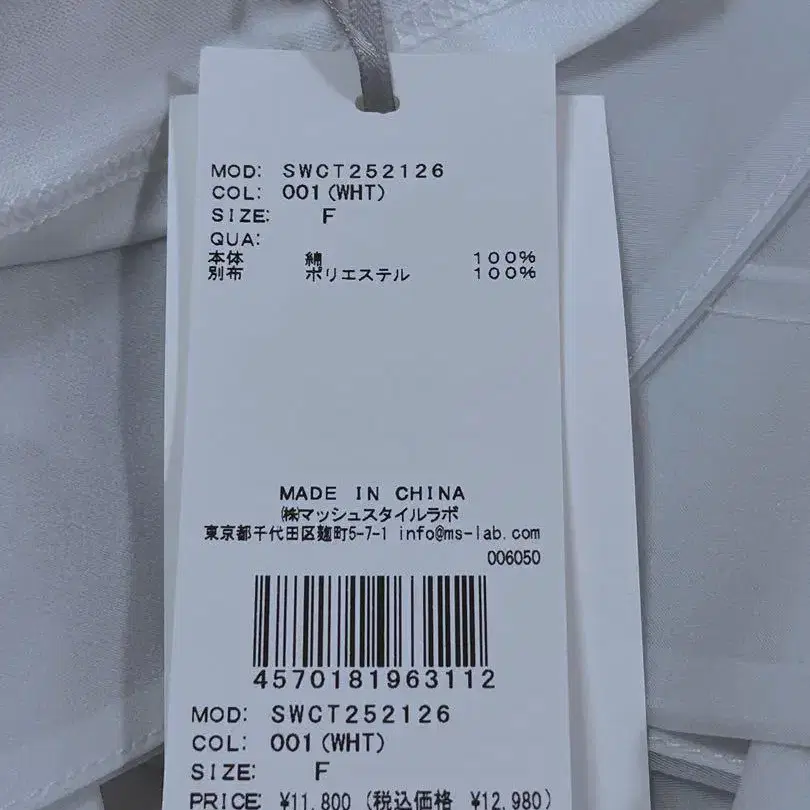 MOD: SWCT252126
COL: 001(WHT)
SIZE: F
QUA:
本体 綿 100%
別布 ポリエステル 100%
MADE IN CHINA
㈱マッシュスタイルラボ
東京都千代田区麹町5-7-1 info@ms-lab.com
006050
4570181963112
MOD: SWCT252126
COL: 001(WHT)
SIZE: F
PRICE: ¥11,800 (税込価格 ¥12,980)